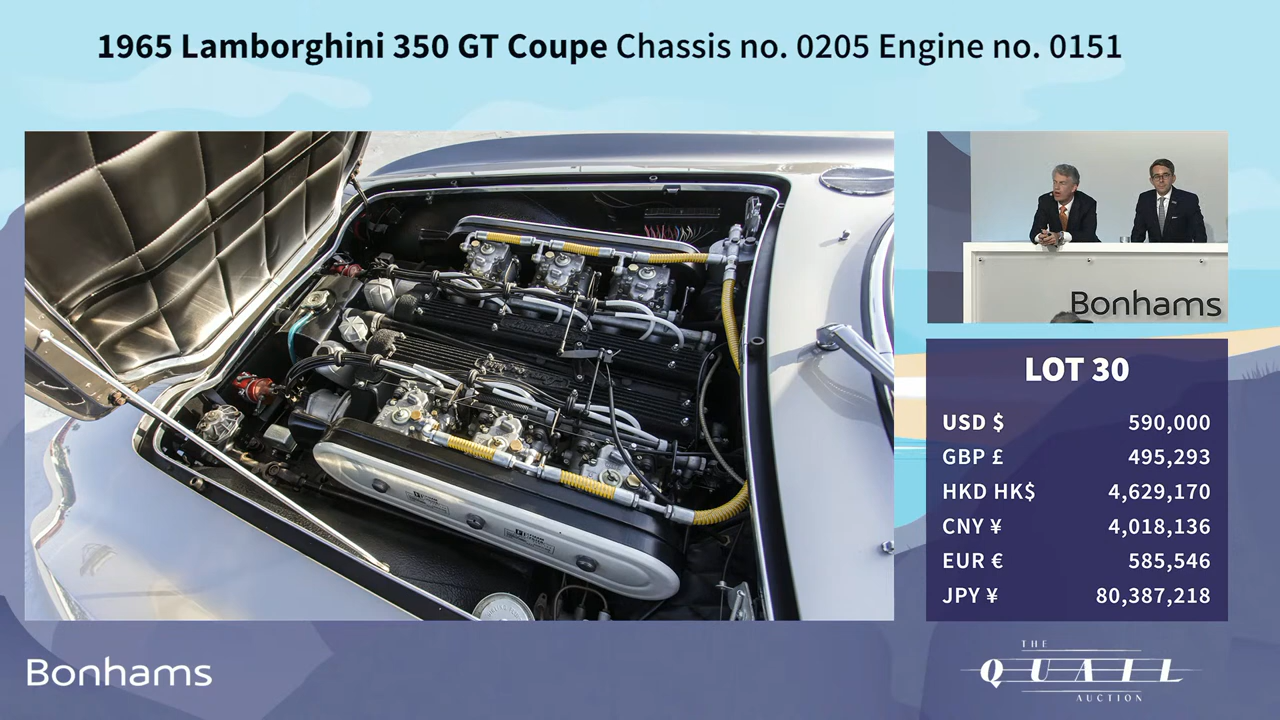 1965 Lamborghini 350 GT Coupe Chassis no. 0205 Engine no. 0151
Bonhams
LOT 30
USD $ 590,000
GBP £ 495,293
HKD HK$ 4,629,170
CNY ¥ 4,018,136
EUR € 585,546
JPY ¥ 80,387,218
Bonhams
THE
QUAIL
AUCTION